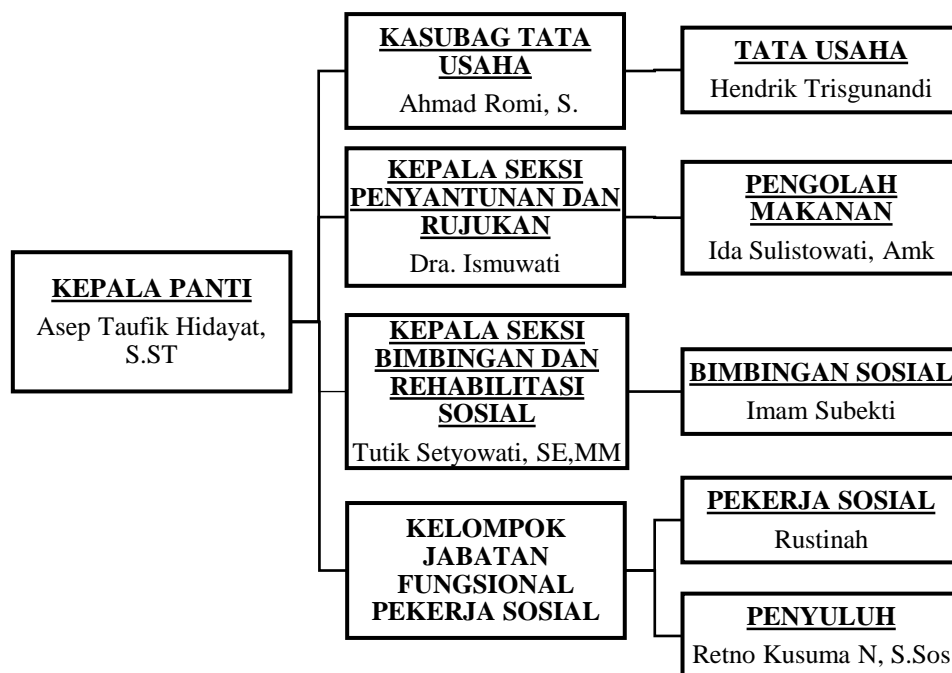 KASUBAG TATA
USAHA
Ahmad Romi, S.
TATA USAHA
Hendrik Trisgunandi
KEPALA SEKSI
PENYANTUNAN DAN
RUJUKAN
Dra. Ismuwati
PENGOLAH
MAKANAN
Ida Sulistowati, Amk
KEPALA PANTI
Asep Taufik Hidayat,
S.ST
KEPALA SEKSI
BIMBINGAN DAN
REHABILITASI
SOSIAL
Tutik Setyowati, SE,MM
BIMBINGAN SOSIAL
Imam Subekti
KELOMPOK
JABATAN
FUNGSIONAL
PEKERJA SOSIAL
PEKERJA SOSIAL
Rustinah
PENYULUH
Retno Kusuma N, S.Sos